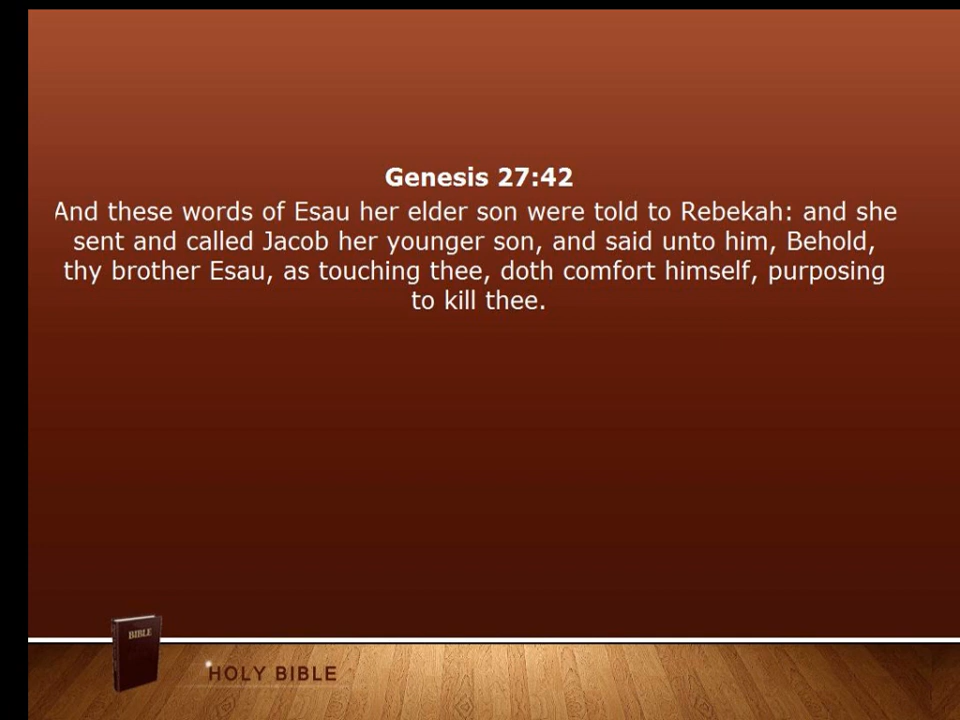 Genesis 27:42
And these words of Esau her elder son were told to Rebekah: and she
sent and called Jacob her younger son, and said unto him, Behold,
thy brother Esau, as touching thee, doth comfort himself, purposing
to kill thee.
BIBLE
HOLY BIBLE